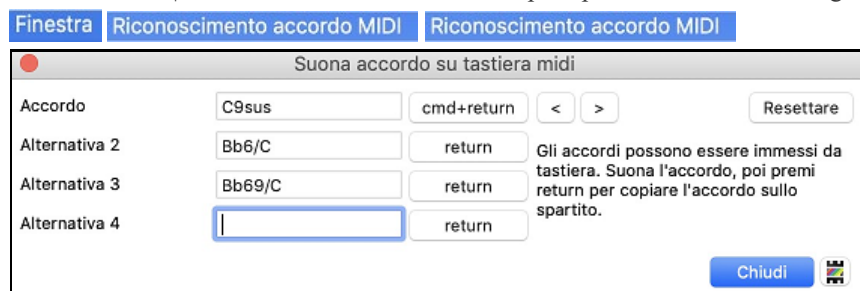 Finestra Riconoscimento accordo MIDI Riconoscimento accordo MIDI
Suona accordo su tastiera midi
Accordo C9sus cmd+return < > Resettare
Alternativa 2 Bb6/C return
Alternativa 3 Bb69/C return
Alternativa 4 return
Gli accordi possono essere immessi da
tastiera. Suona l'accordo, poi premi
return per copiare l'accordo sullo
spartito.
Chiudi